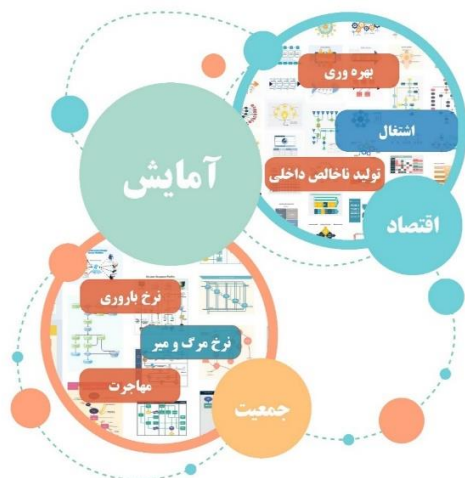 بهره وری
اشتغال
تولید ناخالص داخلی
اقتصاد
آمایش
نرخ باروری
نرخ مرگ و میر
مهاجرت
جمعیت